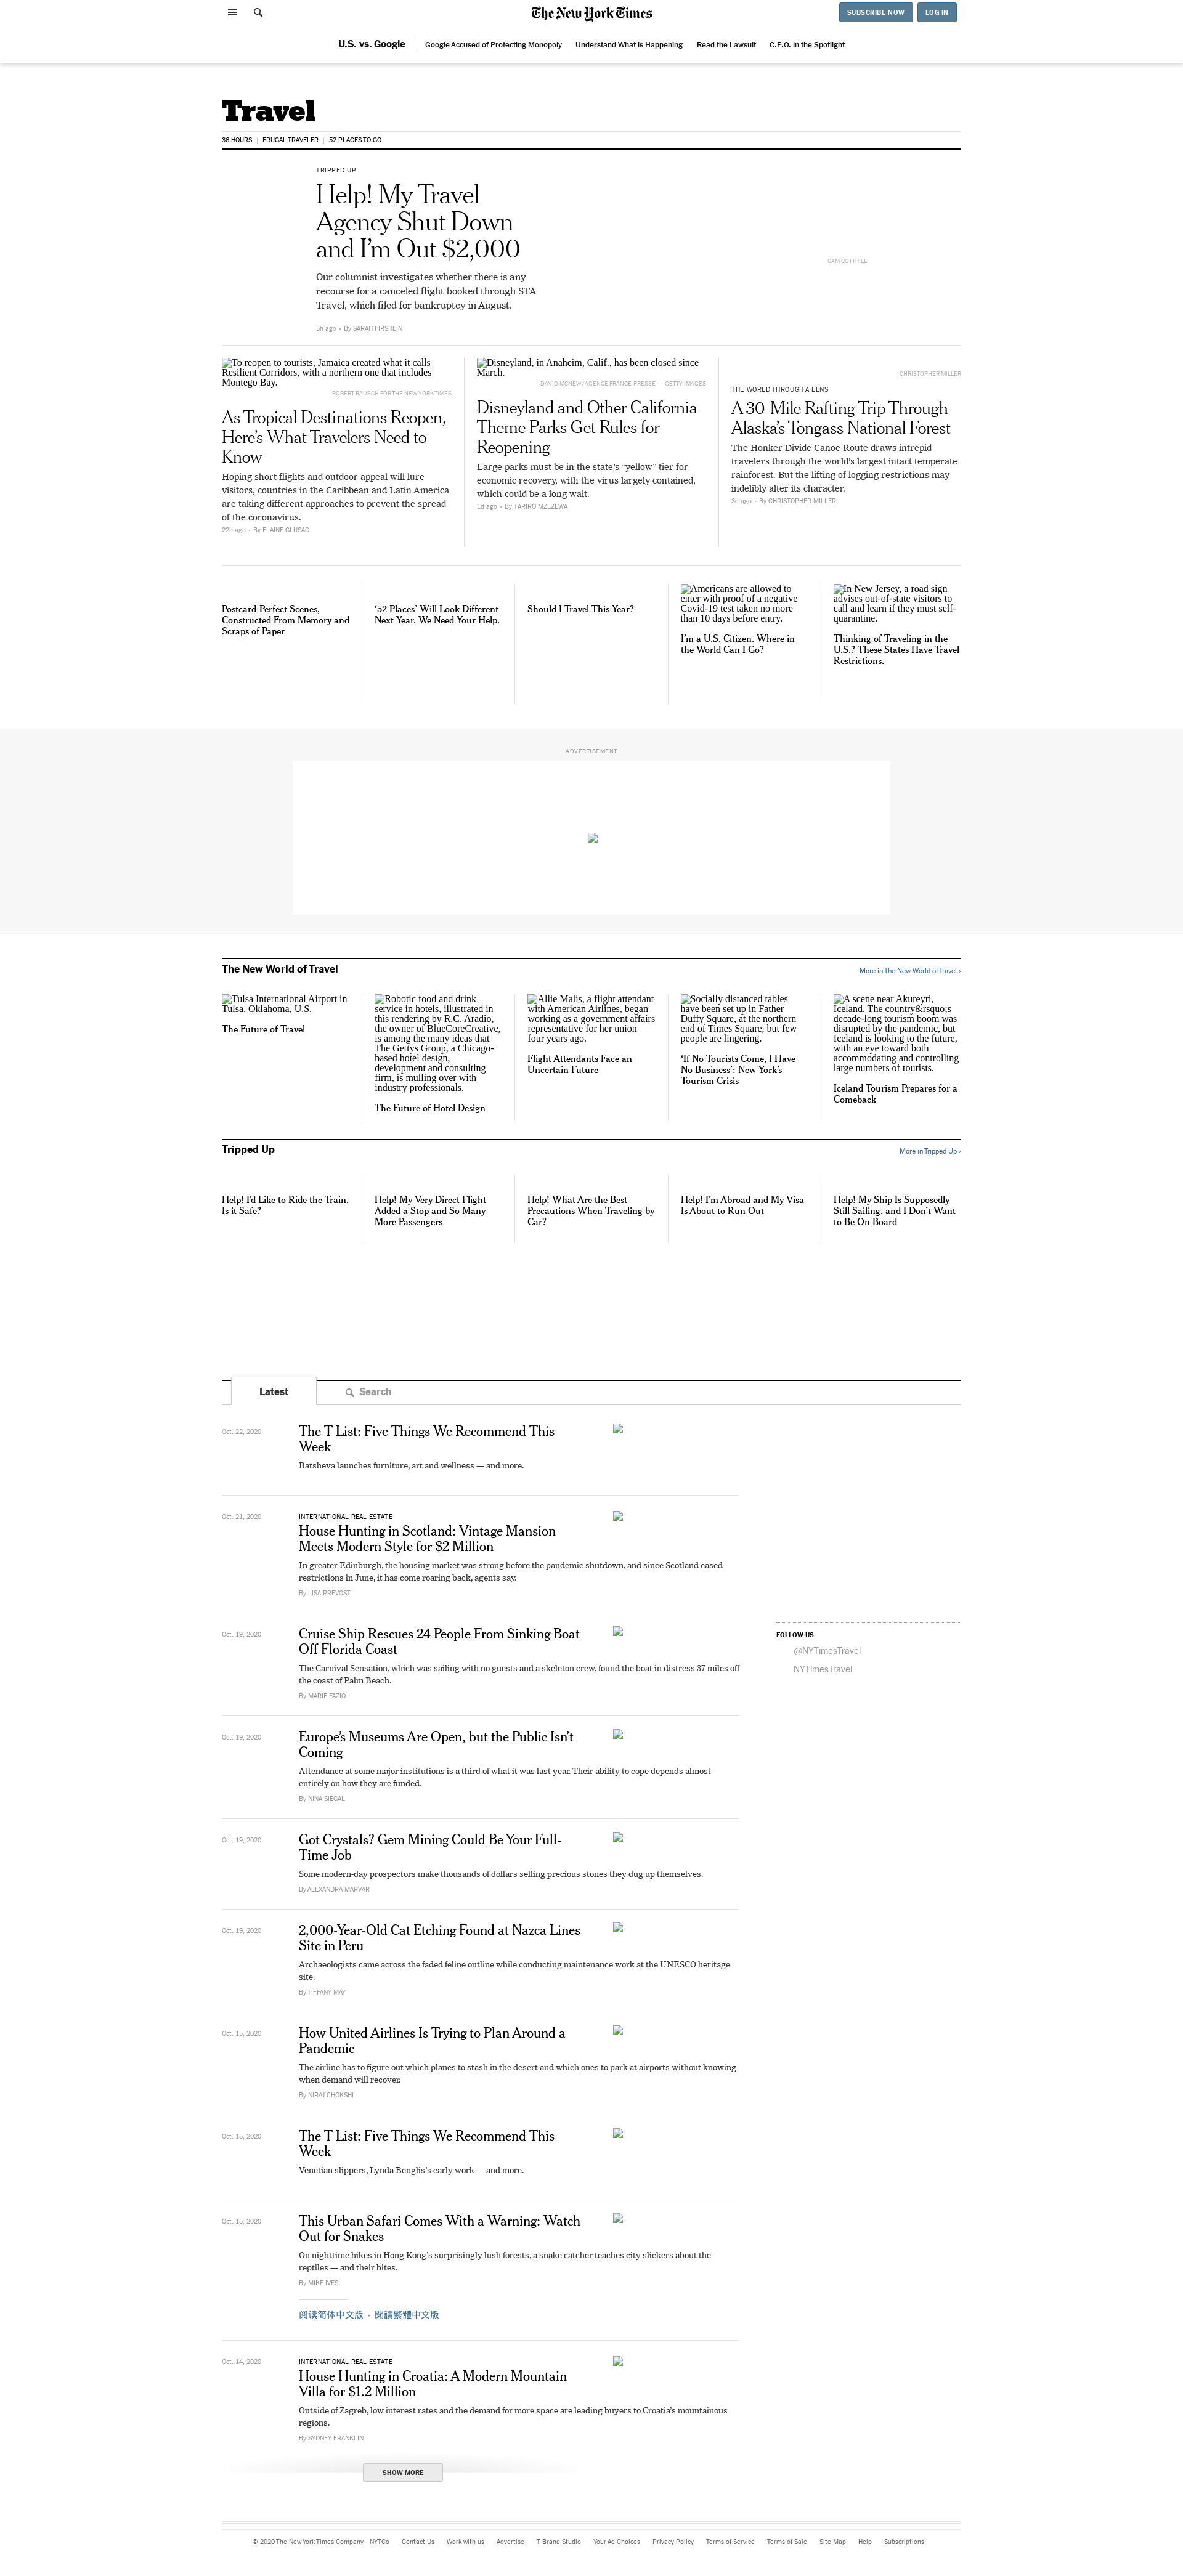 The New York Times
SUBSCRIBE NOW
LOG IN
U.S. vs. Google
Google Accused of Protecting Monopoly
Understand What is Happening
Read the Lawsuit
C.E.O. in the Spotlight
Travel
36 HOURS
FRUGAL TRAVELER
52 PLACES TO GO
TRIPPED UP
Help! My Travel
Agency Shut Down
and I’m Out $2,000
Our columnist investigates whether there is any
recourse for a canceled flight booked through STA
Travel, which filed for bankruptcy in August.
5h ago • By SARAH FIRSHEIN
CAM COTTRILL
To reopen to tourists, Jamaica created what it calls
Resilient Corridors, with a northern one that includes
Montego Bay.
ROBERT RAUSCH FOR THE NEW YORK TIMES
As Tropical Destinations Reopen,
Here’s What Travelers Need to
Know
Hoping short flights and outdoor appeal will lure
visitors, countries in the Caribbean and Latin America
are taking different approaches to prevent the spread
of the coronavirus.
22h ago • By ELAINE GLUSAC
Disneyland, in Anaheim, Calif., has been closed since
March.
DAVID MCNEW/AGENCE FRANCE-PRESSE — GETTY IMAGES
Disneyland and Other California
Theme Parks Get Rules for
Reopening
Large parks must be in the state’s “yellow” tier for
economic recovery, with the virus largely contained,
which could be a long wait.
1d ago • By TARIRO MZEZEWA
CHRISTOPHER MILLER
THE WORLD THROUGH A LENS
A 30-Mile Rafting Trip Through
Alaska’s Tongass National Forest
The Honker Divide Canoe Route draws intrepid
travelers through the world’s largest intact temperate
rainforest. But the lifting of logging restrictions may
indelibly alter its character.
3d ago • By CHRISTOPHER MILLER
Postcard-Perfect Scenes,
Constructed From Memory and
Scraps of Paper
‘52 Places’ Will Look Different
Next Year. We Need Your Help.
Should I Travel This Year?
Americans are allowed to
enter with proof of a negative
Covid-19 test taken no more
than 10 days before entry.
I’m a U.S. Citizen. Where in
the World Can I Go?
In New Jersey, a road sign
advises out-of-state visitors to
call and learn if they must self-
quarantine.
Thinking of Traveling in the
U.S.? These States Have Travel
Restrictions.
ADVERTISEMENT
The New World of Travel
More in The New World of Travel ›
Tulsa International Airport in
Tulsa, Oklahoma, U.S.
The Future of Travel
Robotic food and drink
service in hotels, illustrated in
this rendering by R.C. Aradio,
the owner of BlueCoreCreative,
is among the many ideas that
The Gettys Group, a Chicago-
based hotel design,
development and consulting
firm, is mulling over with
industry professionals.
The Future of Hotel Design
Allie Malis, a flight attendant
with American Airlines, began
working as a government affairs
representative for her union
four years ago.
Flight Attendants Face an
Uncertain Future
Socially distanced tables
have been set up in Father
Duffy Square, at the northern
end of Times Square, but few
people are lingering.
‘If No Tourists Come, I Have
No Business’: New York’s
Tourism Crisis
A scene near Akureyri,
Iceland. The country&rsquo;s
decade-long tourism boom was
disrupted by the pandemic, but
Iceland is looking to the future,
with an eye toward both
accommodating and controlling
large numbers of tourists.
Iceland Tourism Prepares for a
Comeback
Tripped Up
More in Tripped Up ›
Help! I’d Like to Ride the Train.
Is it Safe?
Help! My Very Direct Flight
Added a Stop and So Many
More Passengers
Help! What Are the Best
Precautions When Traveling by
Car?
Help! I’m Abroad and My Visa
Is About to Run Out
Help! My Ship Is Supposedly
Still Sailing, and I Don’t Want
to Be On Board
Latest
Search
Oct. 22, 2020
The T List: Five Things We Recommend This
Week
Batsheva launches furniture, art and wellness — and more.
Oct. 21, 2020
INTERNATIONAL REAL ESTATE
House Hunting in Scotland: Vintage Mansion
Meets Modern Style for $2 Million
In greater Edinburgh, the housing market was strong before the pandemic shutdown, and since Scotland eased
restrictions in June, it has come roaring back, agents say.
By LISA PREVOST
Oct. 19, 2020
Cruise Ship Rescues 24 People From Sinking Boat
Off Florida Coast
The Carnival Sensation, which was sailing with no guests and a skeleton crew, found the boat in distress 37 miles off
the coast of Palm Beach.
By MARIE FAZIO
FOLLOW US
@NYTimesTravel
NYTimesTravel
Oct. 19, 2020
Europe’s Museums Are Open, but the Public Isn’t
Coming
Attendance at some major institutions is a third of what it was last year. Their ability to cope depends almost
entirely on how they are funded.
By NINA SIEGAL
Oct. 19, 2020
Got Crystals? Gem Mining Could Be Your Full-
Time Job
Some modern-day prospectors make thousands of dollars selling precious stones they dug up themselves.
By ALEXANDRA MARVAR
Oct. 19, 2020
2,000-Year-Old Cat Etching Found at Nazca Lines
Site in Peru
Archaeologists came across the faded feline outline while conducting maintenance work at the UNESCO heritage
site.
By TIFFANY MAY
Oct. 15, 2020
How United Airlines Is Trying to Plan Around a
Pandemic
The airline has to figure out which planes to stash in the desert and which ones to park at airports without knowing
when demand will recover.
By NIRAJ CHOKSHI
Oct. 15, 2020
The T List: Five Things We Recommend This
Week
Venetian slippers, Lynda Benglis’s early work — and more.
Oct. 15, 2020
This Urban Safari Comes With a Warning: Watch
Out for Snakes
On nighttime hikes in Hong Kong’s surprisingly lush forests, a snake catcher teaches city slickers about the
reptiles — and their bites.
By MIKE IVES
阅读简体中文版 • 閱讀繁體中文版
Oct. 14, 2020
INTERNATIONAL REAL ESTATE
House Hunting in Croatia: A Modern Mountain
Villa for $1.2 Million
Outside of Zagreb, low interest rates and the demand for more space are leading buyers to Croatia’s mountainous
regions.
By SYDNEY FRANKLIN
SHOW MORE
© 2020 The New York Times Company
NYTCo
Contact Us
Work with us
Advertise
T Brand Studio
Your Ad Choices
Privacy Policy
Terms of Service
Terms of Sale
Site Map
Help
Subscriptions